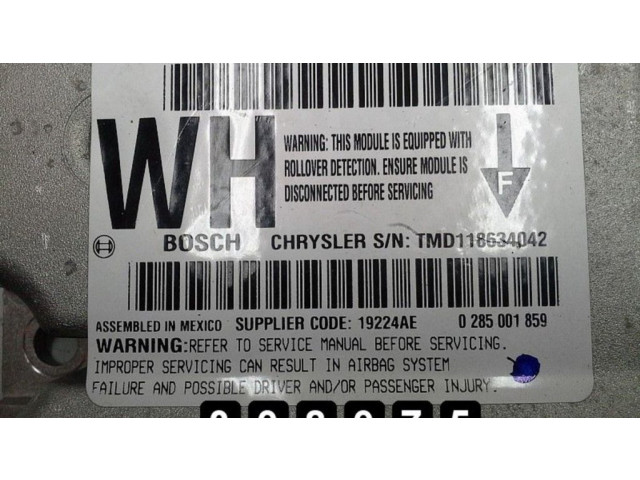 WH
WARNING: THIS MODULE IS EQUIPPED WITH
ROLLOVER DETECTION. ENSURE MODULE IS
DISCONNECTED BEFORE SERVICING
F
BOSCH CHRYSLER S/N: TMD118634042
ASSEMBLED IN MEXICO SUPPLIER CODE: 19224AE 0 285 001 859
WARNING:REFER TO SERVICE MANUAL BEFORE SERVICING.
IMPROPER SERVICING CAN RESULT IN AIRBAG SYSTEM
FAILURE AND POSSIBLE DRIVER AND/OR PASSENGER INJURY.